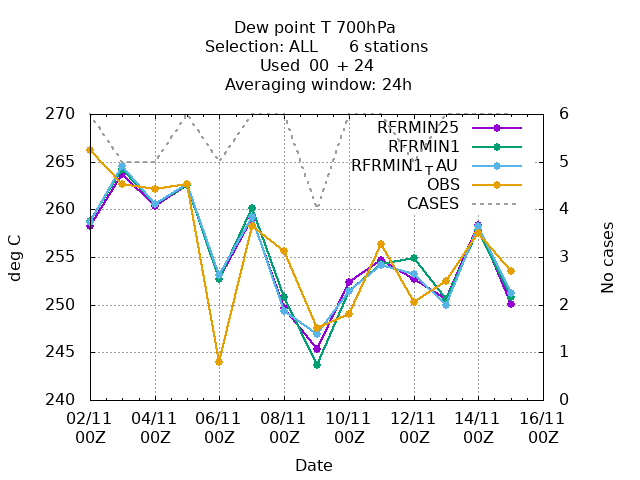 Dew point T 700hPa
Selection: ALL      6 stations
Used  00  + 24
Averaging window: 24h
270
265
260
255
250
245
240
deg C
6
5
4
3
2
1
0
No cases
RFRMIN25
RFRMIN1
RFRMIN1_TAU
OBS
CASES
02/11 00Z
04/11 00Z
06/11 00Z
08/11 00Z
10/11 00Z
12/11 00Z
14/11 00Z
16/11 00Z
Date